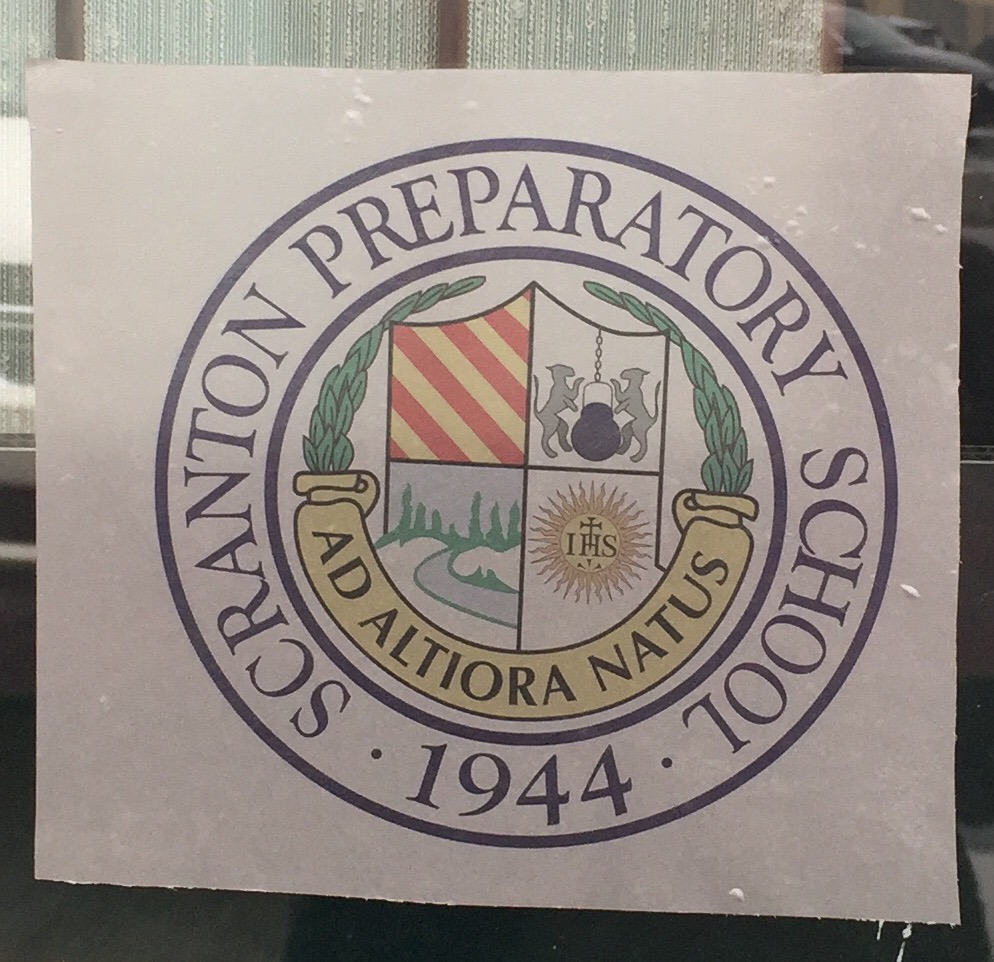 SCRANTON PREPARATORY SCHOOL
IHS
AD ALTIORA NATUS
· 1944 ·